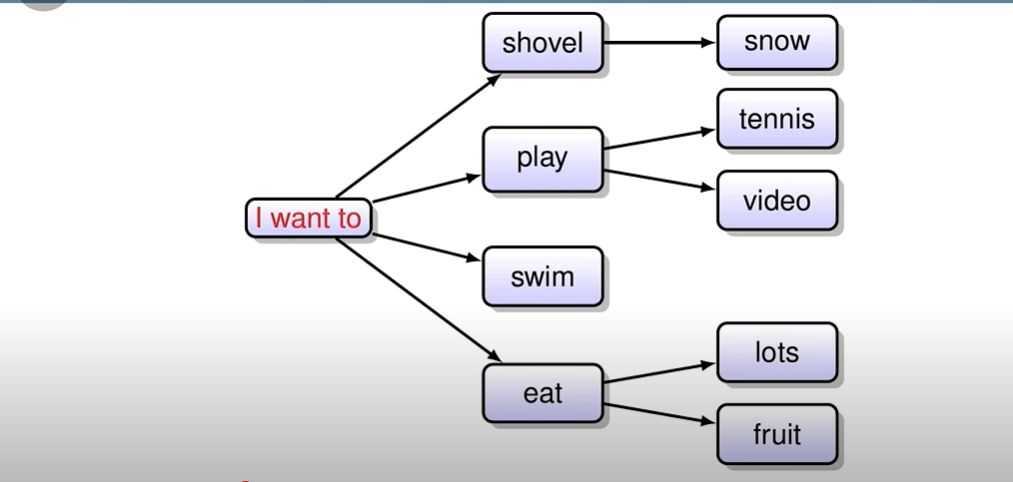 shovel
snow
tennis
play
video
I want to
swim
lots
eat
fruit